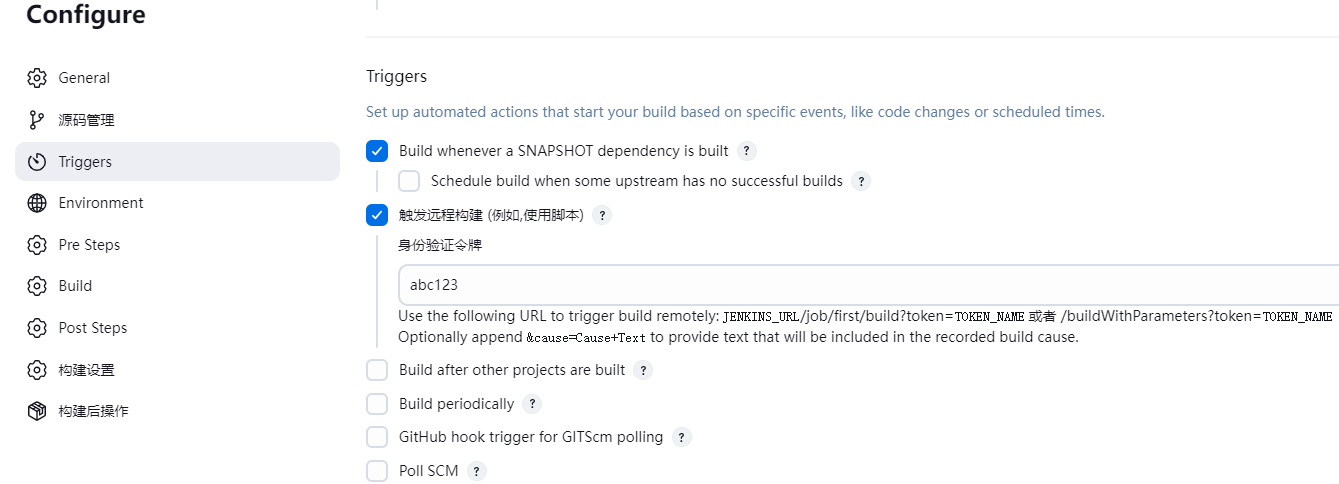 Configure
General
源码管理
Triggers
Environment
Pre Steps
Build
Post Steps
构建设置
构建后操作
Triggers
Set up automated actions that start your build based on specific events, like code changes or scheduled times.
Build whenever a SNAPSHOT dependency is built ?
Schedule build when some upstream has no successful builds ?
触发远程构建 (例如,使用脚本) ?
身份验证令牌
abc123
Use the following URL to trigger build remotely: JENKINS_URL/job/first/build?token=TOKEN_NAME 或者 /buildWithParameters?token=TOKEN_NAME
Optionally append &cause=Cause+Text to provide text that will be included in the recorded build cause.
Build after other projects are built ?
Build periodically ?
GitHub hook trigger for GITScm polling ?
Poll SCM ?